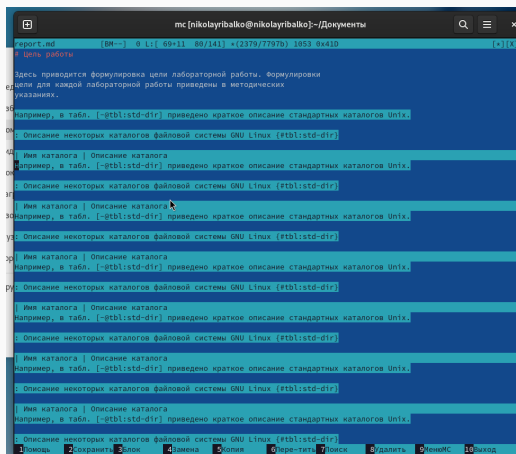 mc [nikolayribalko@nikolayribalko]:~/Документы
report.md [BM--] 0 L:[ 69+11 80/141] *(2379/7797b) 1053 0x41D [*][X
# Цель работы
Здесь приводится формулировка цели лабораторной работы. Формулировки
цели для каждой лабораторной работы приведены в методических
указаниях.
Например, в табл. [-@tbl:std-dir] приведено краткое описание стандартных каталогов Unix.
: Описание некоторых каталогов файловой системы GNU Linux {#tbl:std-dir}
| Имя каталога | Описание каталога
Например, в табл. [-@tbl:std-dir] приведено краткое описание стандартных каталогов Unix.
: Описание некоторых каталогов файловой системы GNU Linux {#tbl:std-dir}
| Имя каталога | Описание каталога
Например, в табл. [-@tbl:std-dir] приведено краткое описание стандартных каталогов Unix.
: Описание некоторых каталогов файловой системы GNU Linux {#tbl:std-dir}
| Имя каталога | Описание каталога
Например, в табл. [-@tbl:std-dir] приведено краткое описание стандартных каталогов Unix.
: Описание некоторых каталогов файловой системы GNU Linux {#tbl:std-dir}
| Имя каталога | Описание каталога
Например, в табл. [-@tbl:std-dir] приведено краткое описание стандартных каталогов Unix.
: Описание некоторых каталогов файловой системы GNU Linux {#tbl:std-dir}
| Имя каталога | Описание каталога
Например, в табл. [-@tbl:std-dir] приведено краткое описание стандартных каталогов Unix.
: Описание некоторых каталогов файловой системы GNU Linux {#tbl:std-dir}
| Имя каталога | Описание каталога
Например, в табл. [-@tbl:std-dir] приведено краткое описание стандартных каталогов Unix.
: Описание некоторых каталогов файловой системы GNU Linux {#tbl:std-dir}
1Помощь 2Сохранить 3Блок 4Замена 5Копия 6Пере~тить 7Поиск 8Удалить 9МенюMC 10Выход